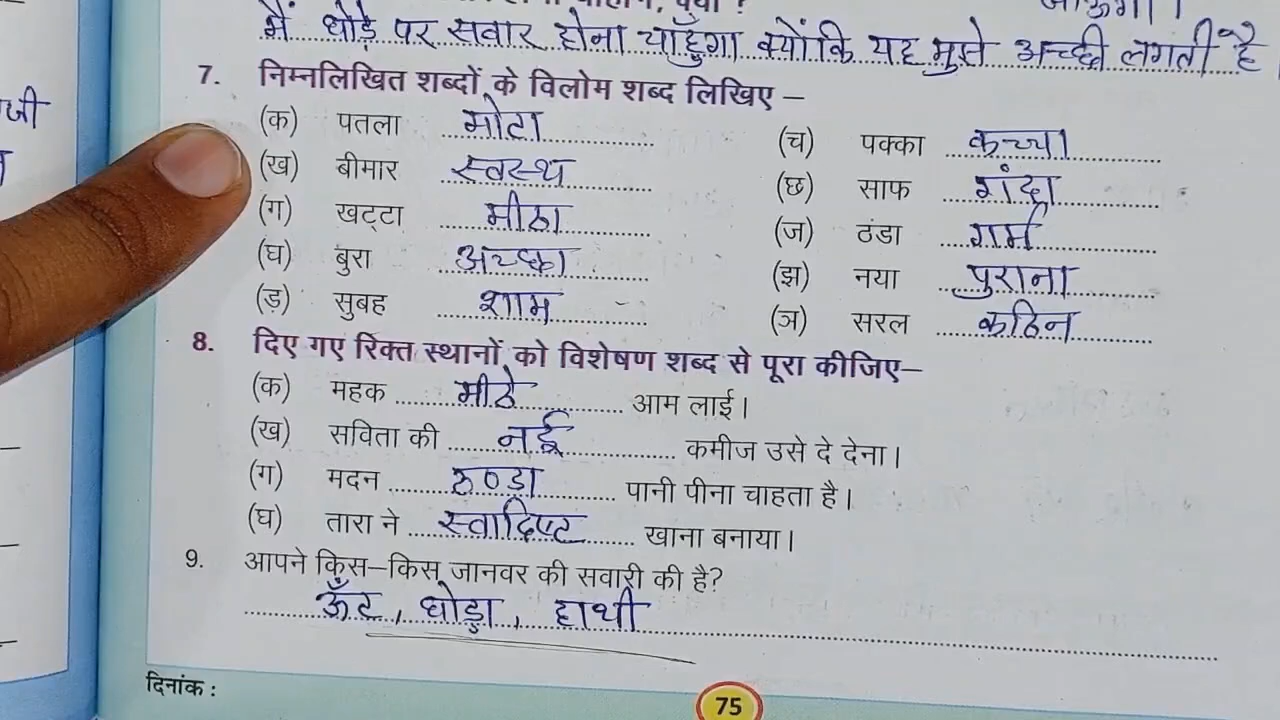 जाऊँगा।
मैं घोड़े पर सवार होना चाहूँगा क्योंकि यह मुझे अच्छी लगती है
7. निम्नलिखित शब्दों के विलोम शब्द लिखिए –
(क) पतला मोटा
(ख) बीमार स्वस्थ
(ग) खट्टा मीठा
(घ) बुरा अच्छा
(ड़) सुबह शाम
(च) पक्का कच्चा
(छ) साफ गंदा
(ज) ठंडा गर्म
(झ) नया पुराना
(ञ) सरल कठिन
8. दिए गए रिक्त स्थानों को विशेषण शब्द से पूरा कीजिए–
(क) महक मीठे आम लाई।
(ख) सविता की नई कमीज उसे दे देना।
(ग) मदन ठण्डा पानी पीना चाहता है।
(घ) तारा ने स्वादिष्ट खाना बनाया।
9. आपने किस–किस जानवर की सवारी की है?
ऊँट, घोड़ा, हाथी
दिनांक :
75